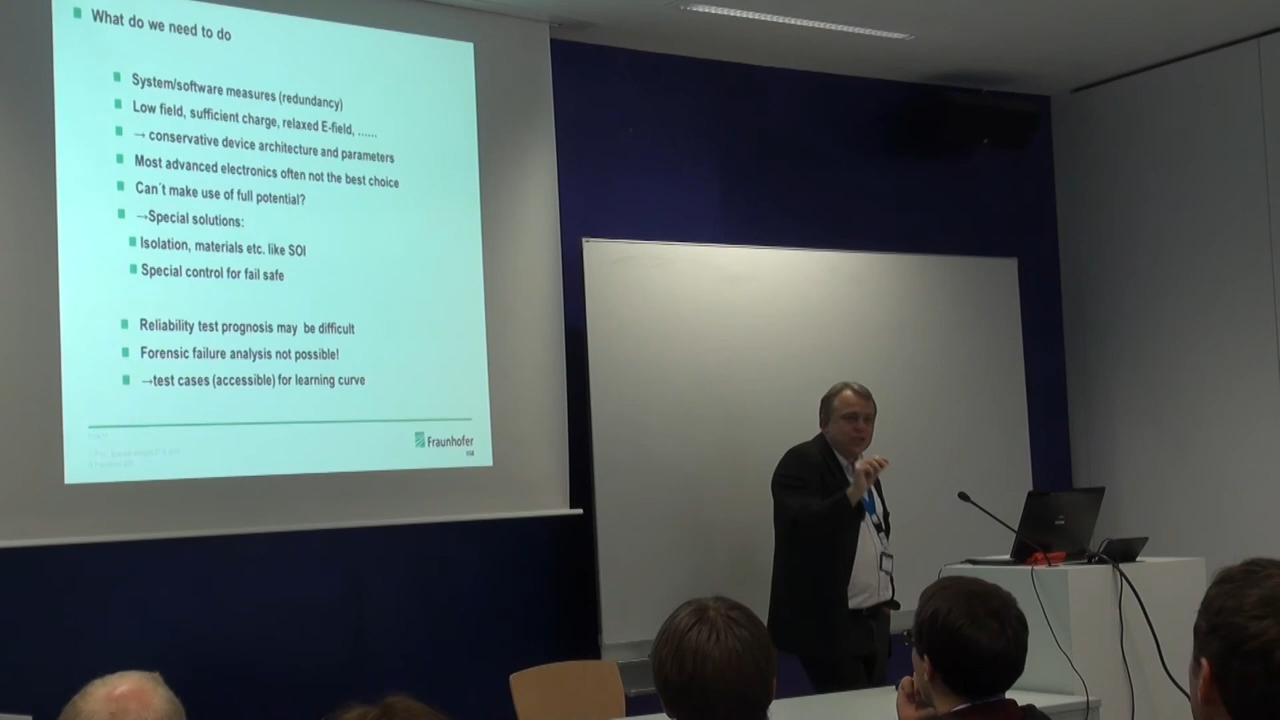 What do we need to do
System/software measures (redundancy)
Low field, sufficient charge, relaxed E-field, ……
→ conservative device architecture and parameters
Most advanced electronics often not the best choice
Can´t make use of full potential?
→Special solutions:
Isolation, materials etc. like SOI
Special control for fail safe
Reliability test prognosis may be difficult
Forensic failure analysis not possible!
→test cases (accessible) for learning curve
Fraunhofer